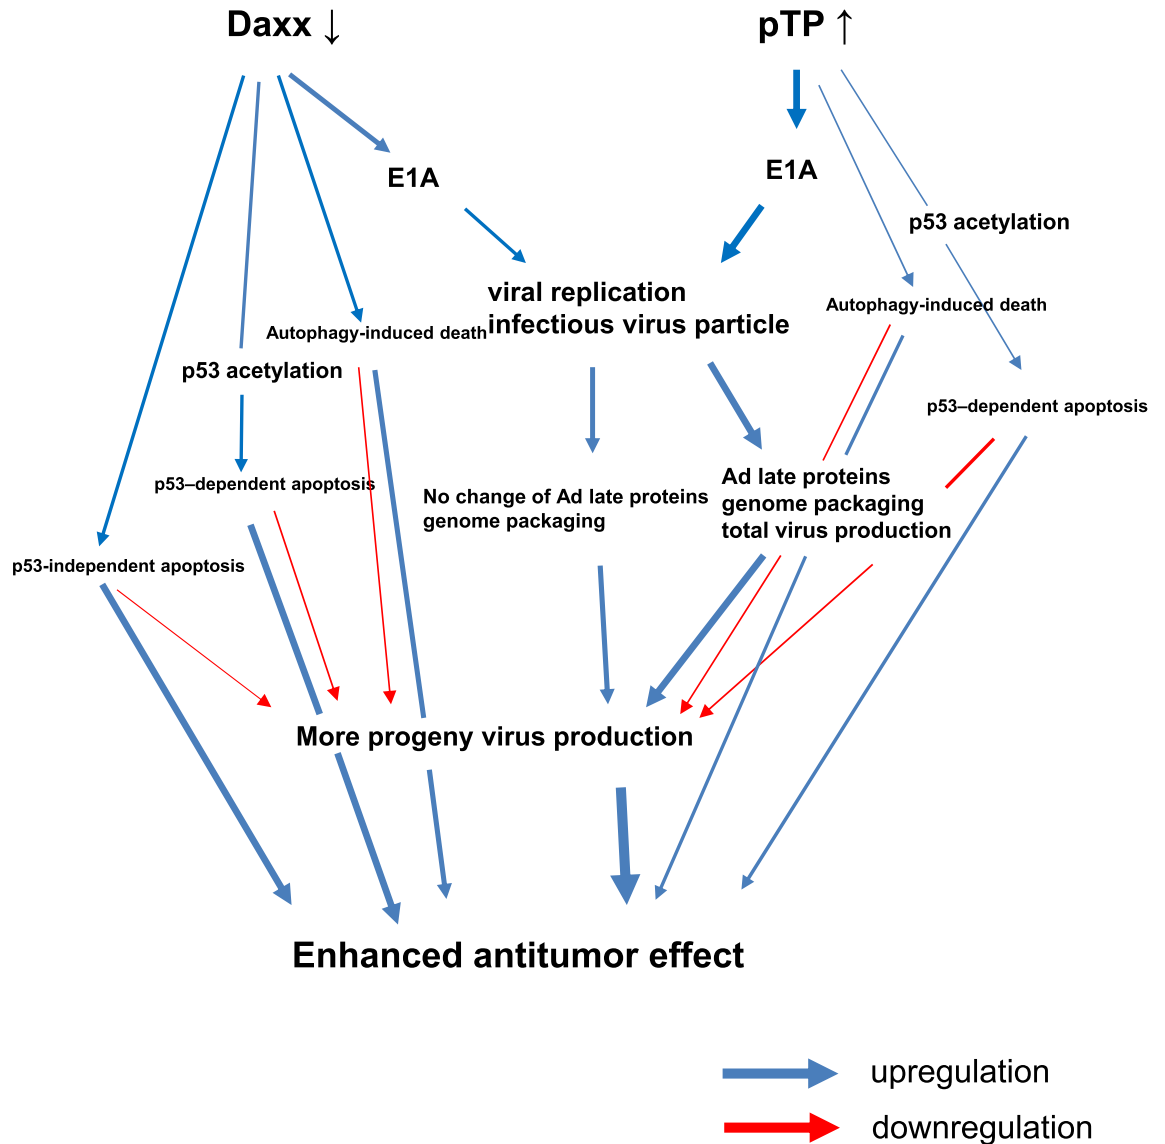 Daxx ↓
pTP ↑
E1A
E1A
p53 acetylation
viral replication
infectious virus particle
Autophagy-induced death
Autophagy-induced death
p53 acetylation
p53–dependent apoptosis
p53–dependent apoptosis
No change of Ad late proteins
genome packaging
Ad late proteins
genome packaging
total virus production
p53-independent apoptosis
More progeny virus production
Enhanced antitumor effect
upregulation
downregulation